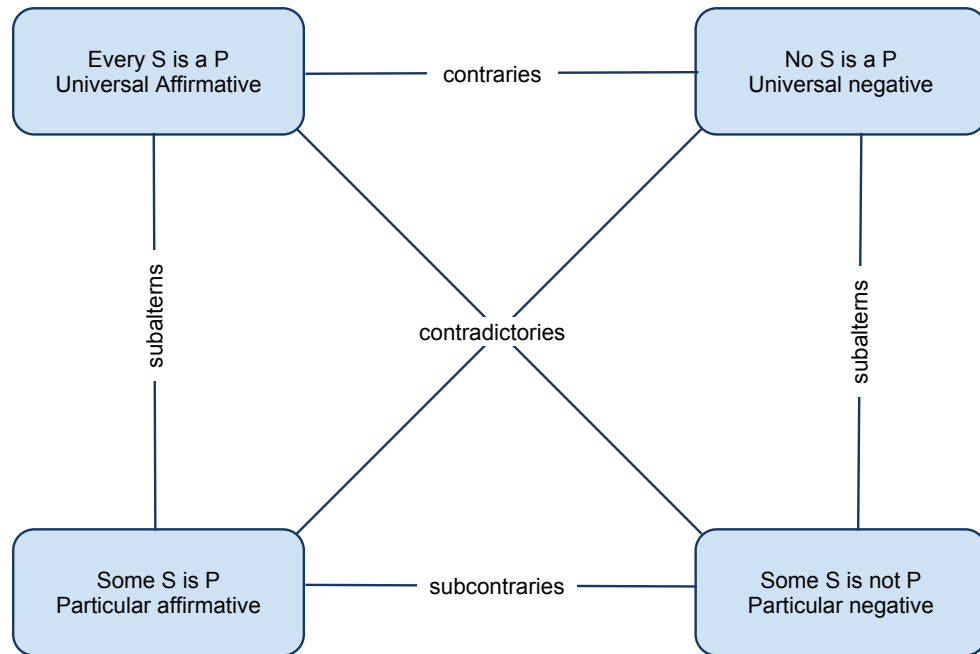 Every S is a P
Universal Affirmative
contraries
No S is a P
Universal negative
subalterns
contradictories
subalterns
Some S is P
Particular affirmative
subcontraries
Some S is not P
Particular negative